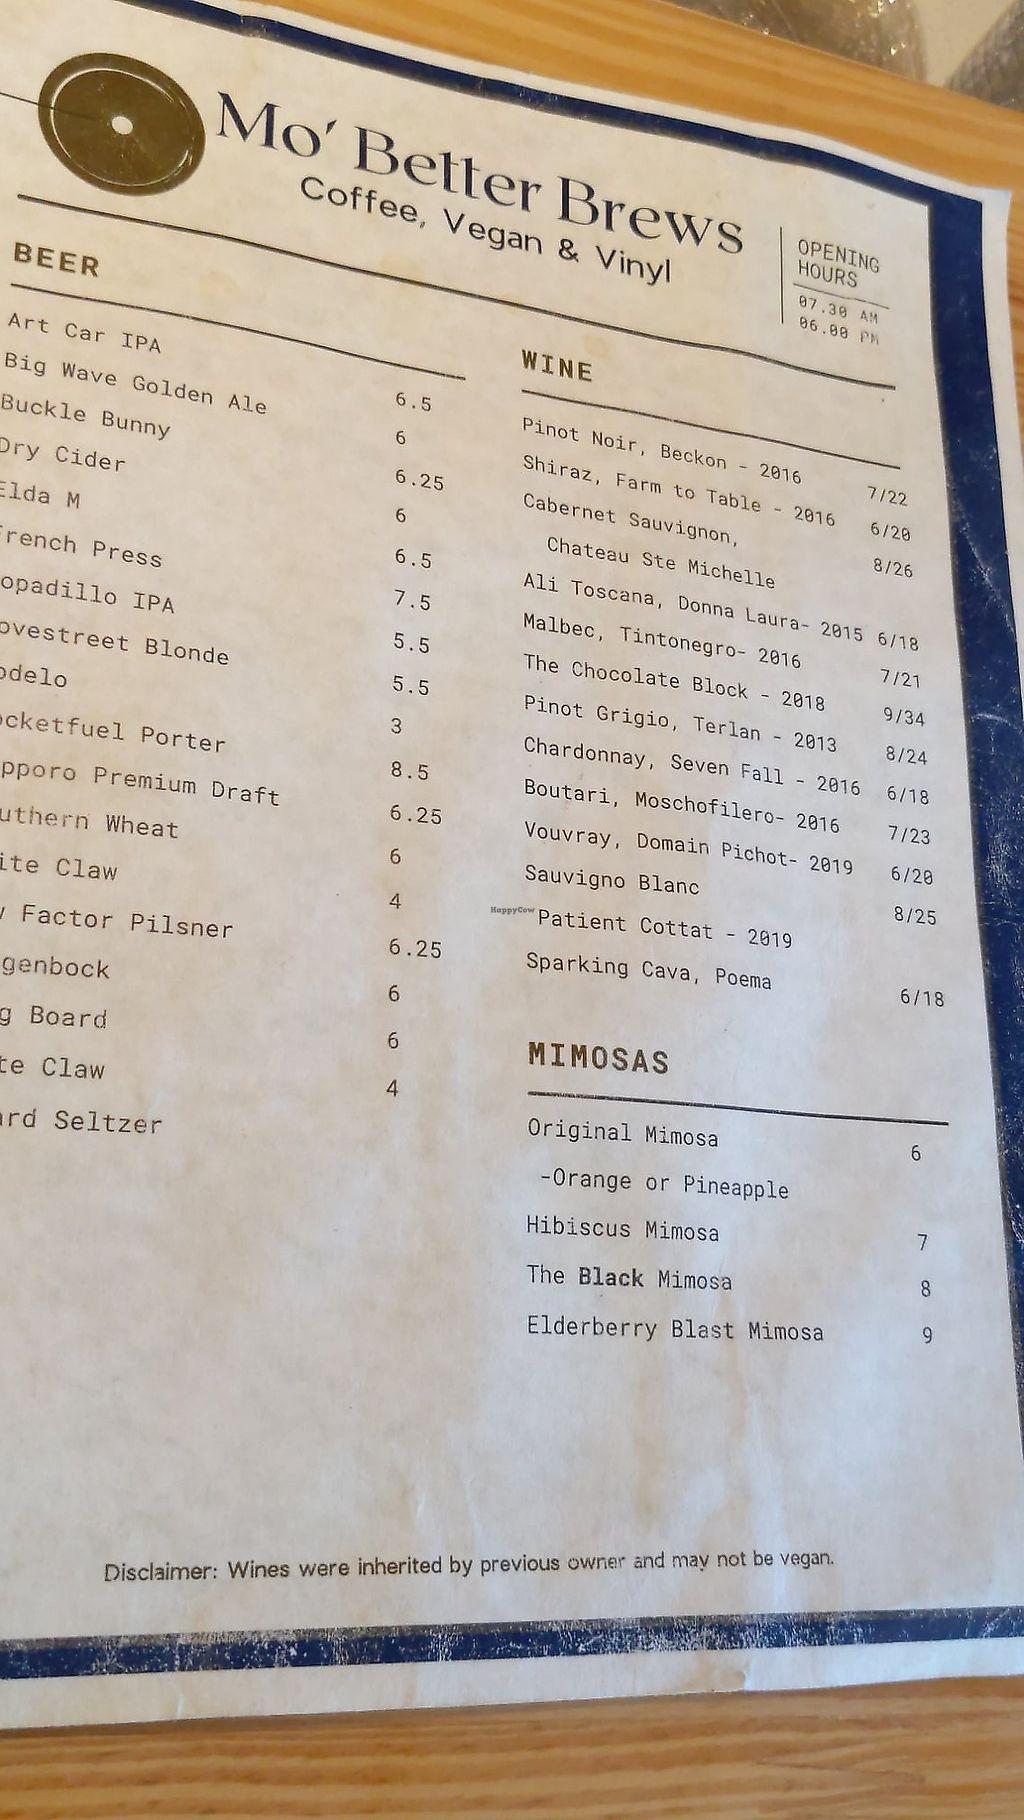 Mo' Better Brews
Coffee, Vegan & Vinyl
OPENING
HOURS
07.30 AM
06.00 PM
BEER
Art Car IPA 6.5
Big Wave Golden Ale 6
Buckle Bunny 6.25
Dry Cider 6
Elda M 6.5
French Press 7.5
opadillo IPA 5.5
ovestreet Blonde 5.5
odelo 3
ocketfuel Porter 8.5
pporo Premium Draft 6.25
uthern Wheat 6
ite Claw 4
Factor Pilsner 6.25
genbock 6
g Board 6
te Claw 4
ard Seltzer
WINE
Pinot Noir, Beckon - 2016 7/22
Shiraz, Farm to Table - 2016 6/20
Cabernet Sauvignon, 8/26
Chateau Ste Michelle
Ali Toscana, Donna Laura- 2015 6/18
Malbec, Tintonegro- 2016 7/21
The Chocolate Block - 2018 9/34
Pinot Grigio, Terlan - 2013 8/24
Chardonnay, Seven Fall - 2016 6/18
Boutari, Moschofilero- 2016 7/23
Vouvray, Domain Pichot- 2019 6/20
Sauvigno Blanc 8/25
Patient Cottat - 2019
Sparking Cava, Poema 6/18
HappyCow
MIMOSAS
Original Mimosa 6
-Orange or Pineapple
Hibiscus Mimosa 7
The Black Mimosa 8
Elderberry Blast Mimosa 9
Disclaimer: Wines were inherited by previous owner and may not be vegan.